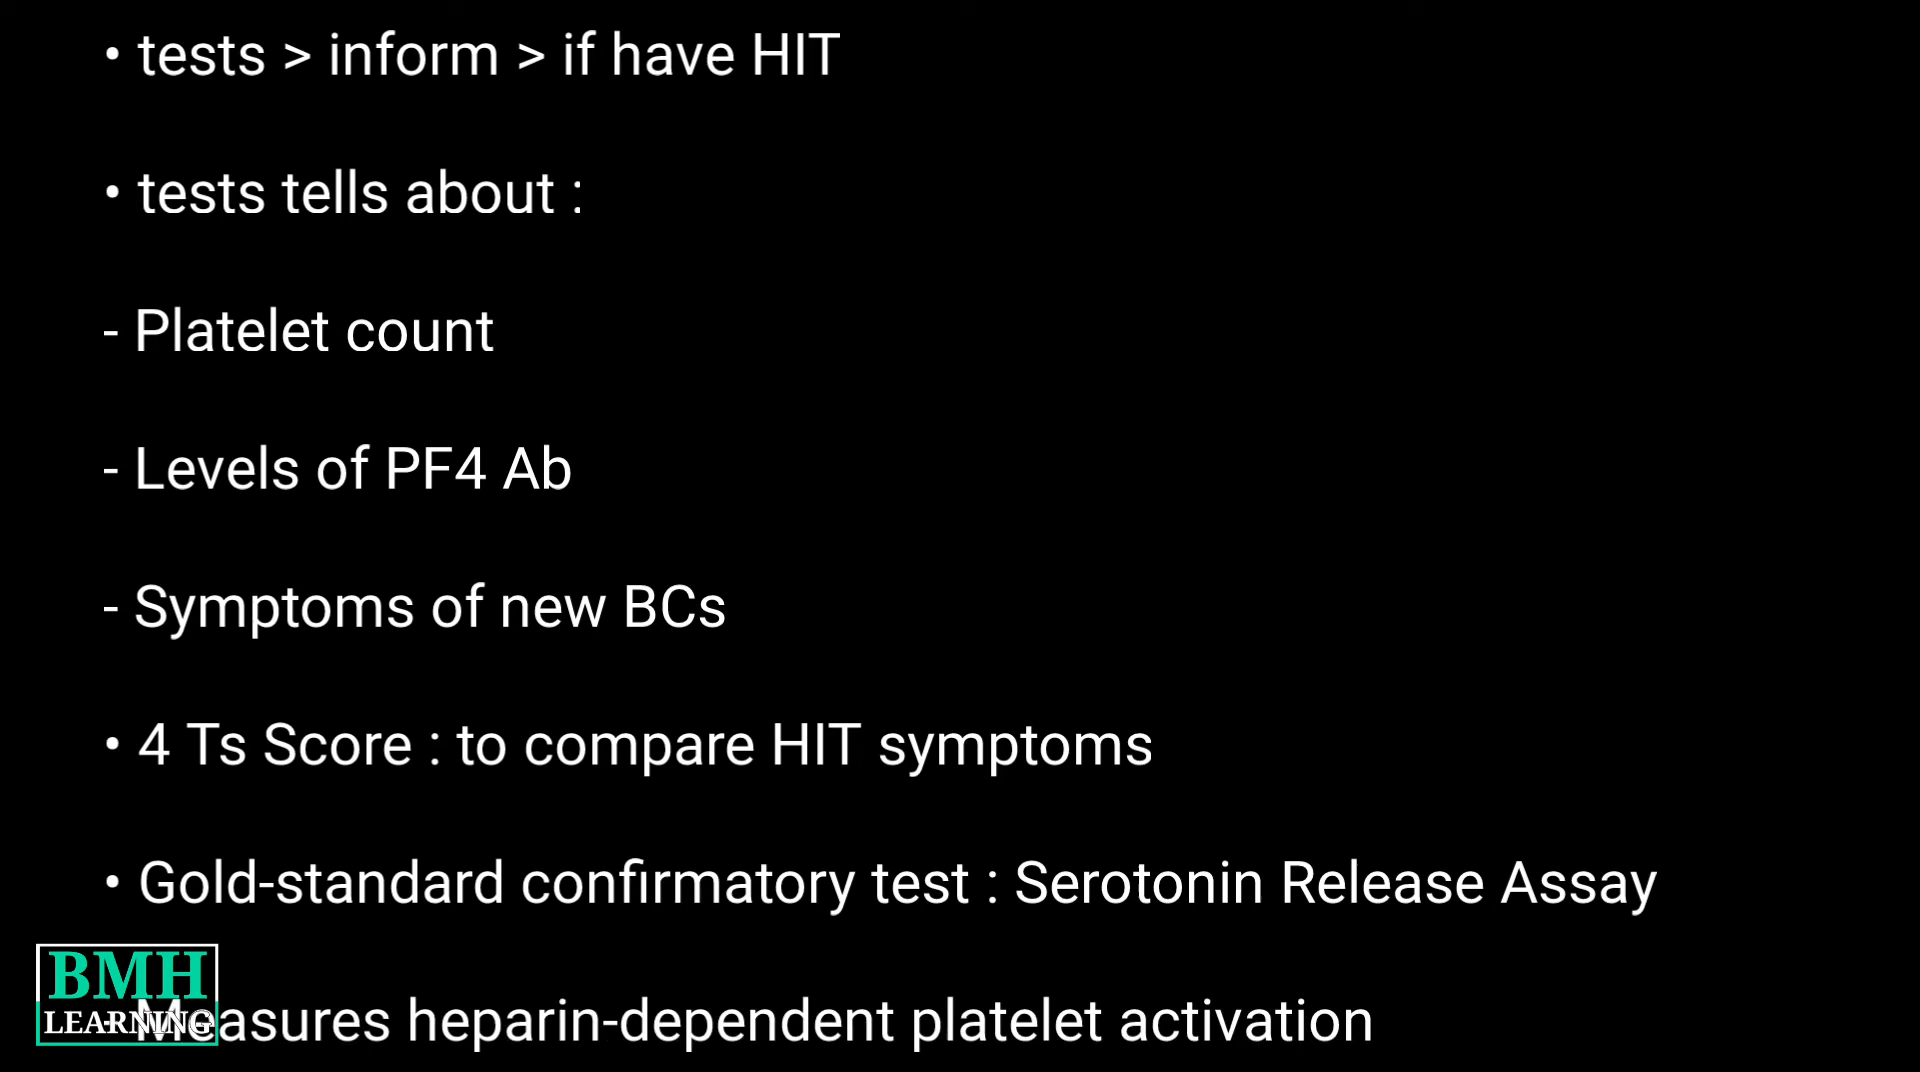 • tests > inform > if have HIT
• tests tells about :
- Platelet count
- Levels of PF4 Ab
- Symptoms of new BCs
• 4 Ts Score : to compare HIT symptoms
• Gold-standard confirmatory test : Serotonin Release Assay
- Measures heparin-dependent platelet activation
BMH
LEARNING